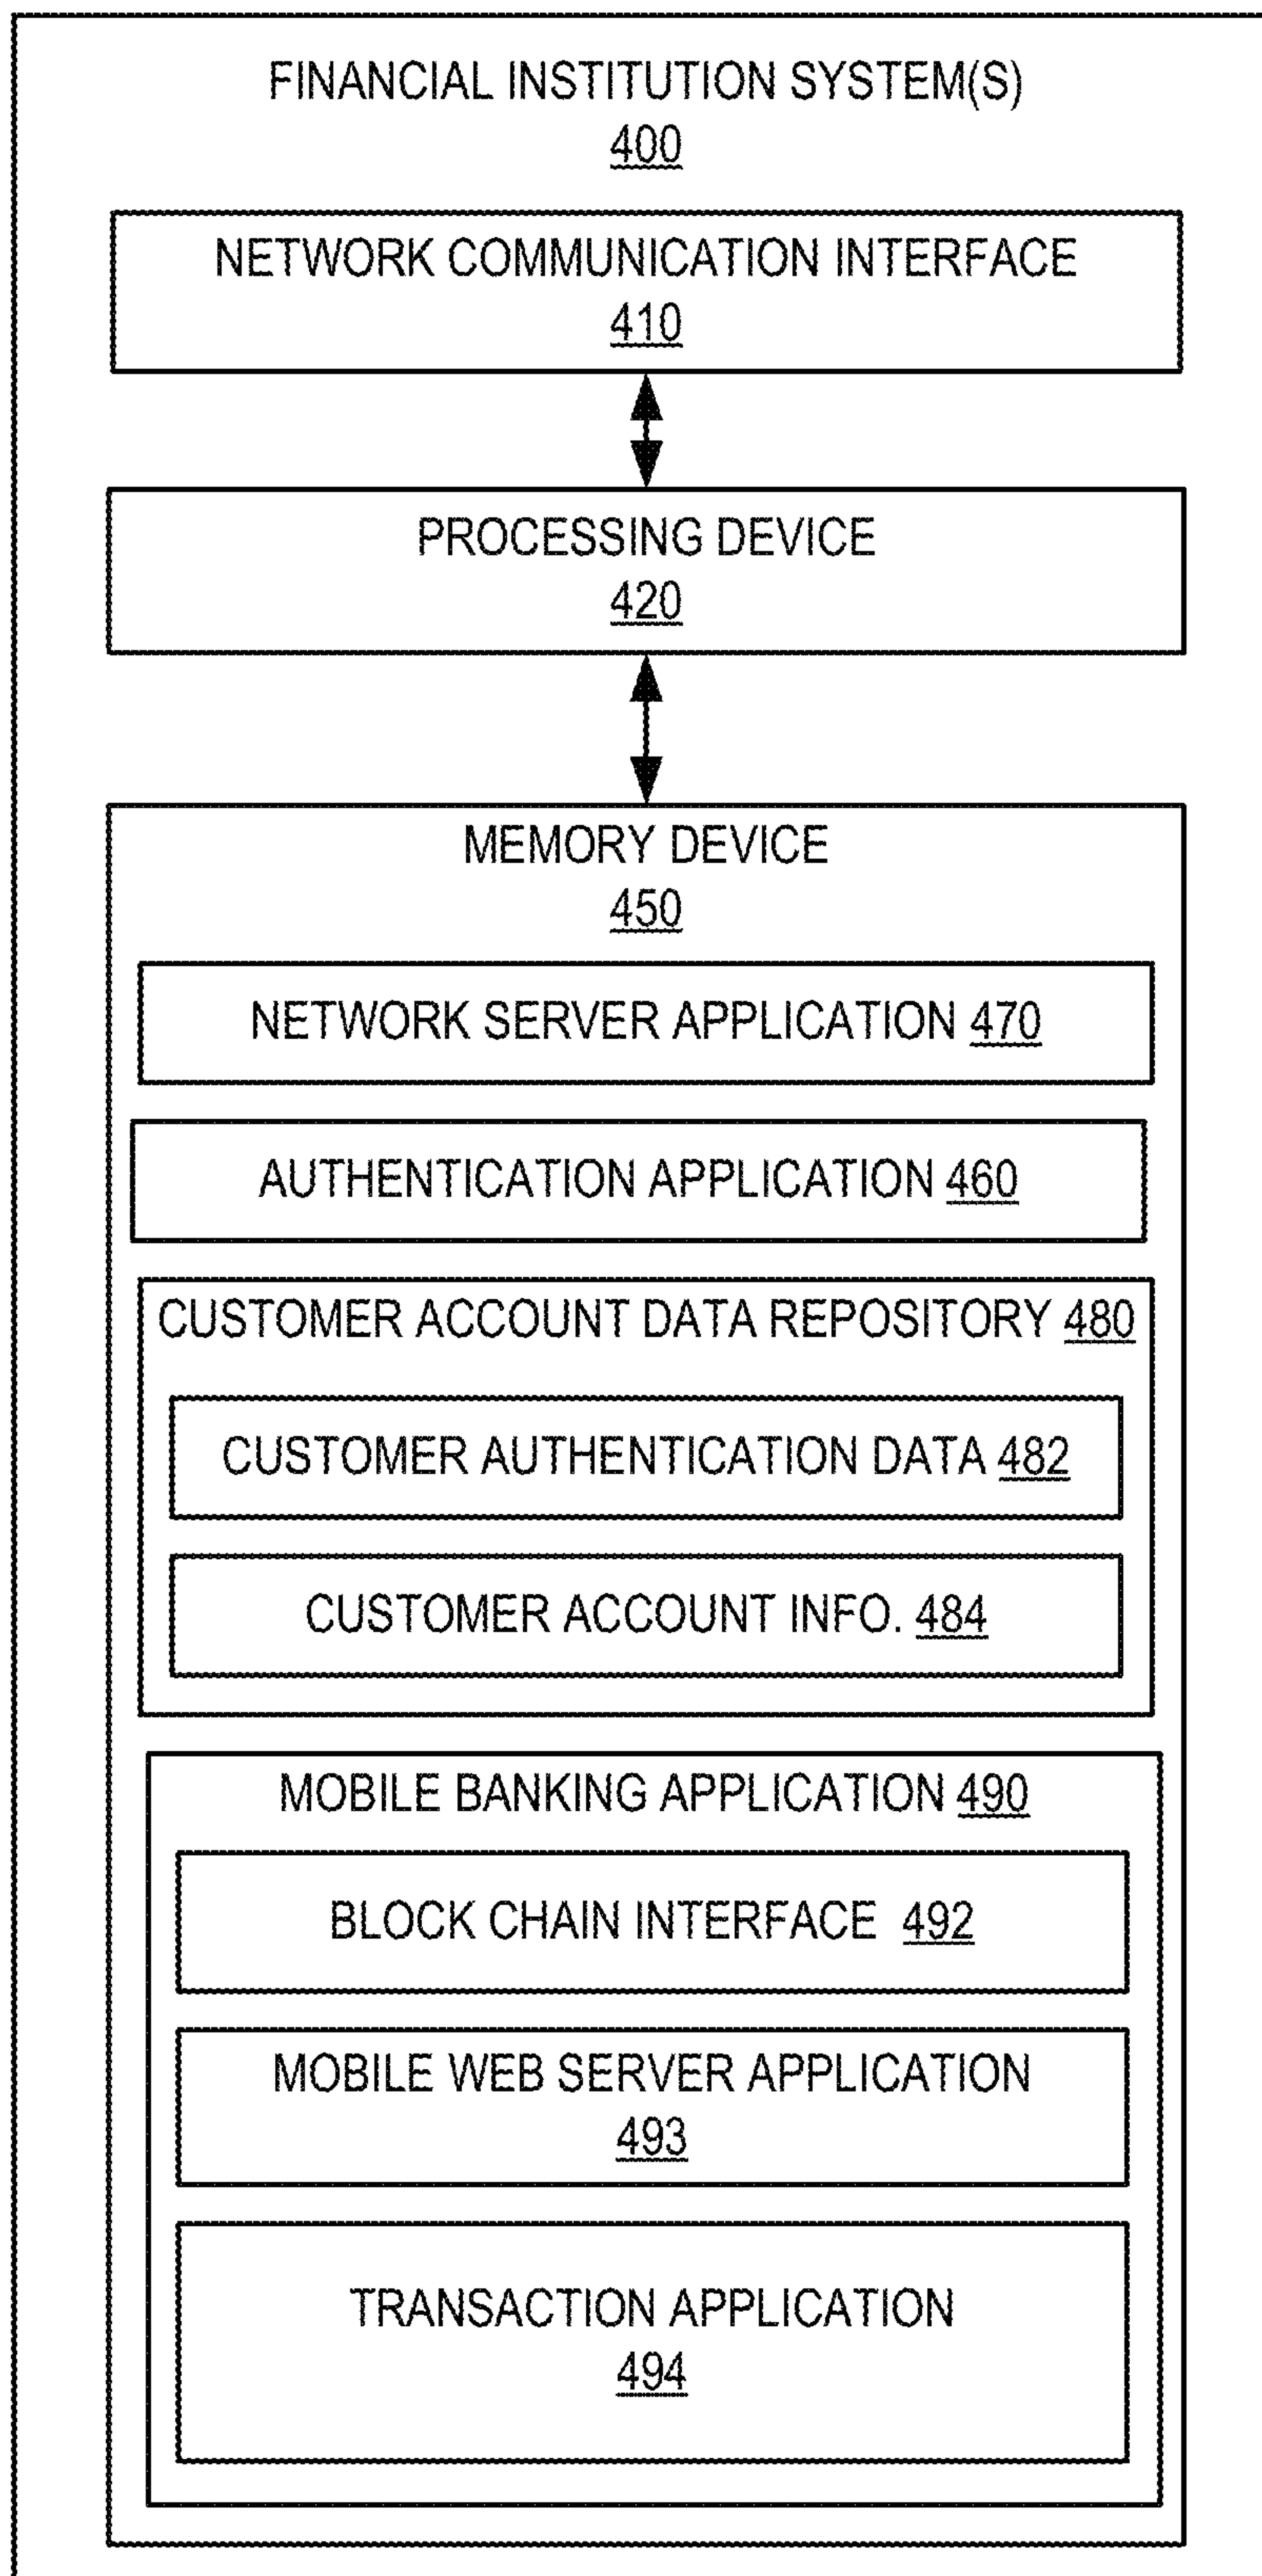 FINANCIAL INSTITUTION SYSTEM(S)
400
NETWORK COMMUNICATION INTERFACE
410
PROCESSING DEVICE
420
MEMORY DEVICE
450
NETWORK SERVER APPLICATION 470
AUTHENTICATION APPLICATION 460
CUSTOMER ACCOUNT DATA REPOSITORY 480
CUSTOMER AUTHENTICATION DATA 482
CUSTOMER ACCOUNT INFO. 484
MOBILE BANKING APPLICATION 490
BLOCK CHAIN INTERFACE 492
MOBILE WEB SERVER APPLICATION
493
TRANSACTION APPLICATION
494